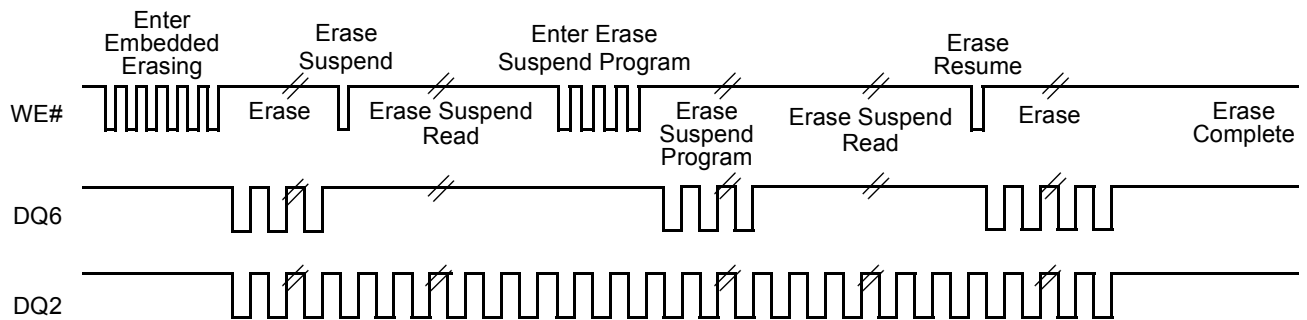 Enter
Embedded
Erasing
Erase
Suspend
Enter Erase
Suspend Program
Erase
Resume
WE#
Erase
Erase Suspend
Read
Erase
Suspend
Program
Erase Suspend
Read
Erase
Erase
Complete
DQ6
DQ2